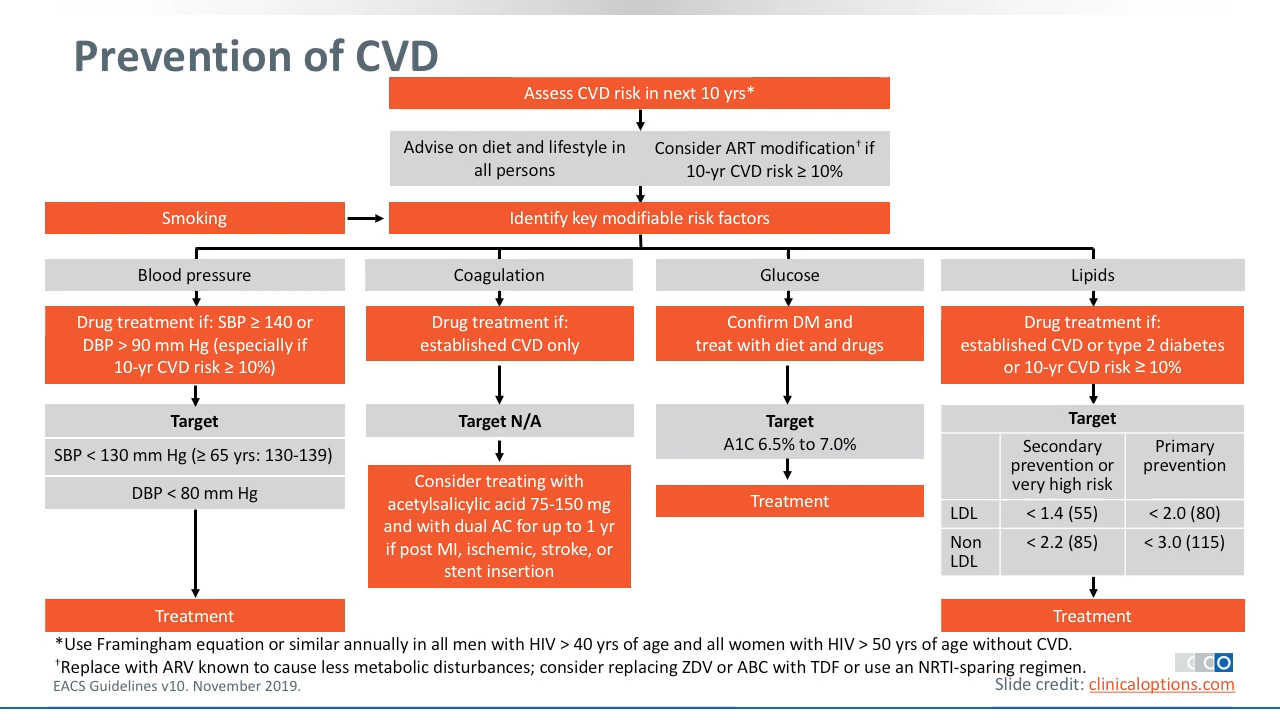 Prevention of CVD
Assess CVD risk in next 10 yrs*
Advise on diet and lifestyle in
all persons
Consider ART modification† if
10-yr CVD risk ≥ 10%
Smoking
Identify key modifiable risk factors
Blood pressure
Coagulation
Glucose
Lipids
Drug treatment if: SBP ≥ 140 or
DBP > 90 mm Hg (especially if
10-yr CVD risk ≥ 10%)
Drug treatment if:
established CVD only
Confirm DM and
treat with diet and drugs
Drug treatment if:
established CVD or type 2 diabetes
or 10-yr CVD risk ≥ 10%
Target
SBP < 130 mm Hg (≥ 65 yrs: 130-139)
DBP < 80 mm Hg
Treatment
Target N/A
Consider treating with
acetylsalicylic acid 75-150 mg
and with dual AC for up to 1 yr
if post MI, ischemic, stroke, or
stent insertion
Target
A1C 6.5% to 7.0%
Treatment
Target
Secondary
prevention or
very high risk
Primary
prevention
LDL < 1.4 (55) < 2.0 (80)
Non
LDL
< 2.2 (85) < 3.0 (115)
Treatment
*Use Framingham equation or similar annually in all men with HIV > 40 yrs of age and all women with HIV > 50 yrs of age without CVD.
†Replace with ARV known to cause less metabolic disturbances; consider replacing ZDV or ABC with TDF or use an NRTI-sparing regimen.
EACS Guidelines v10. November 2019.
CCO
Slide credit: clinicaloptions.com